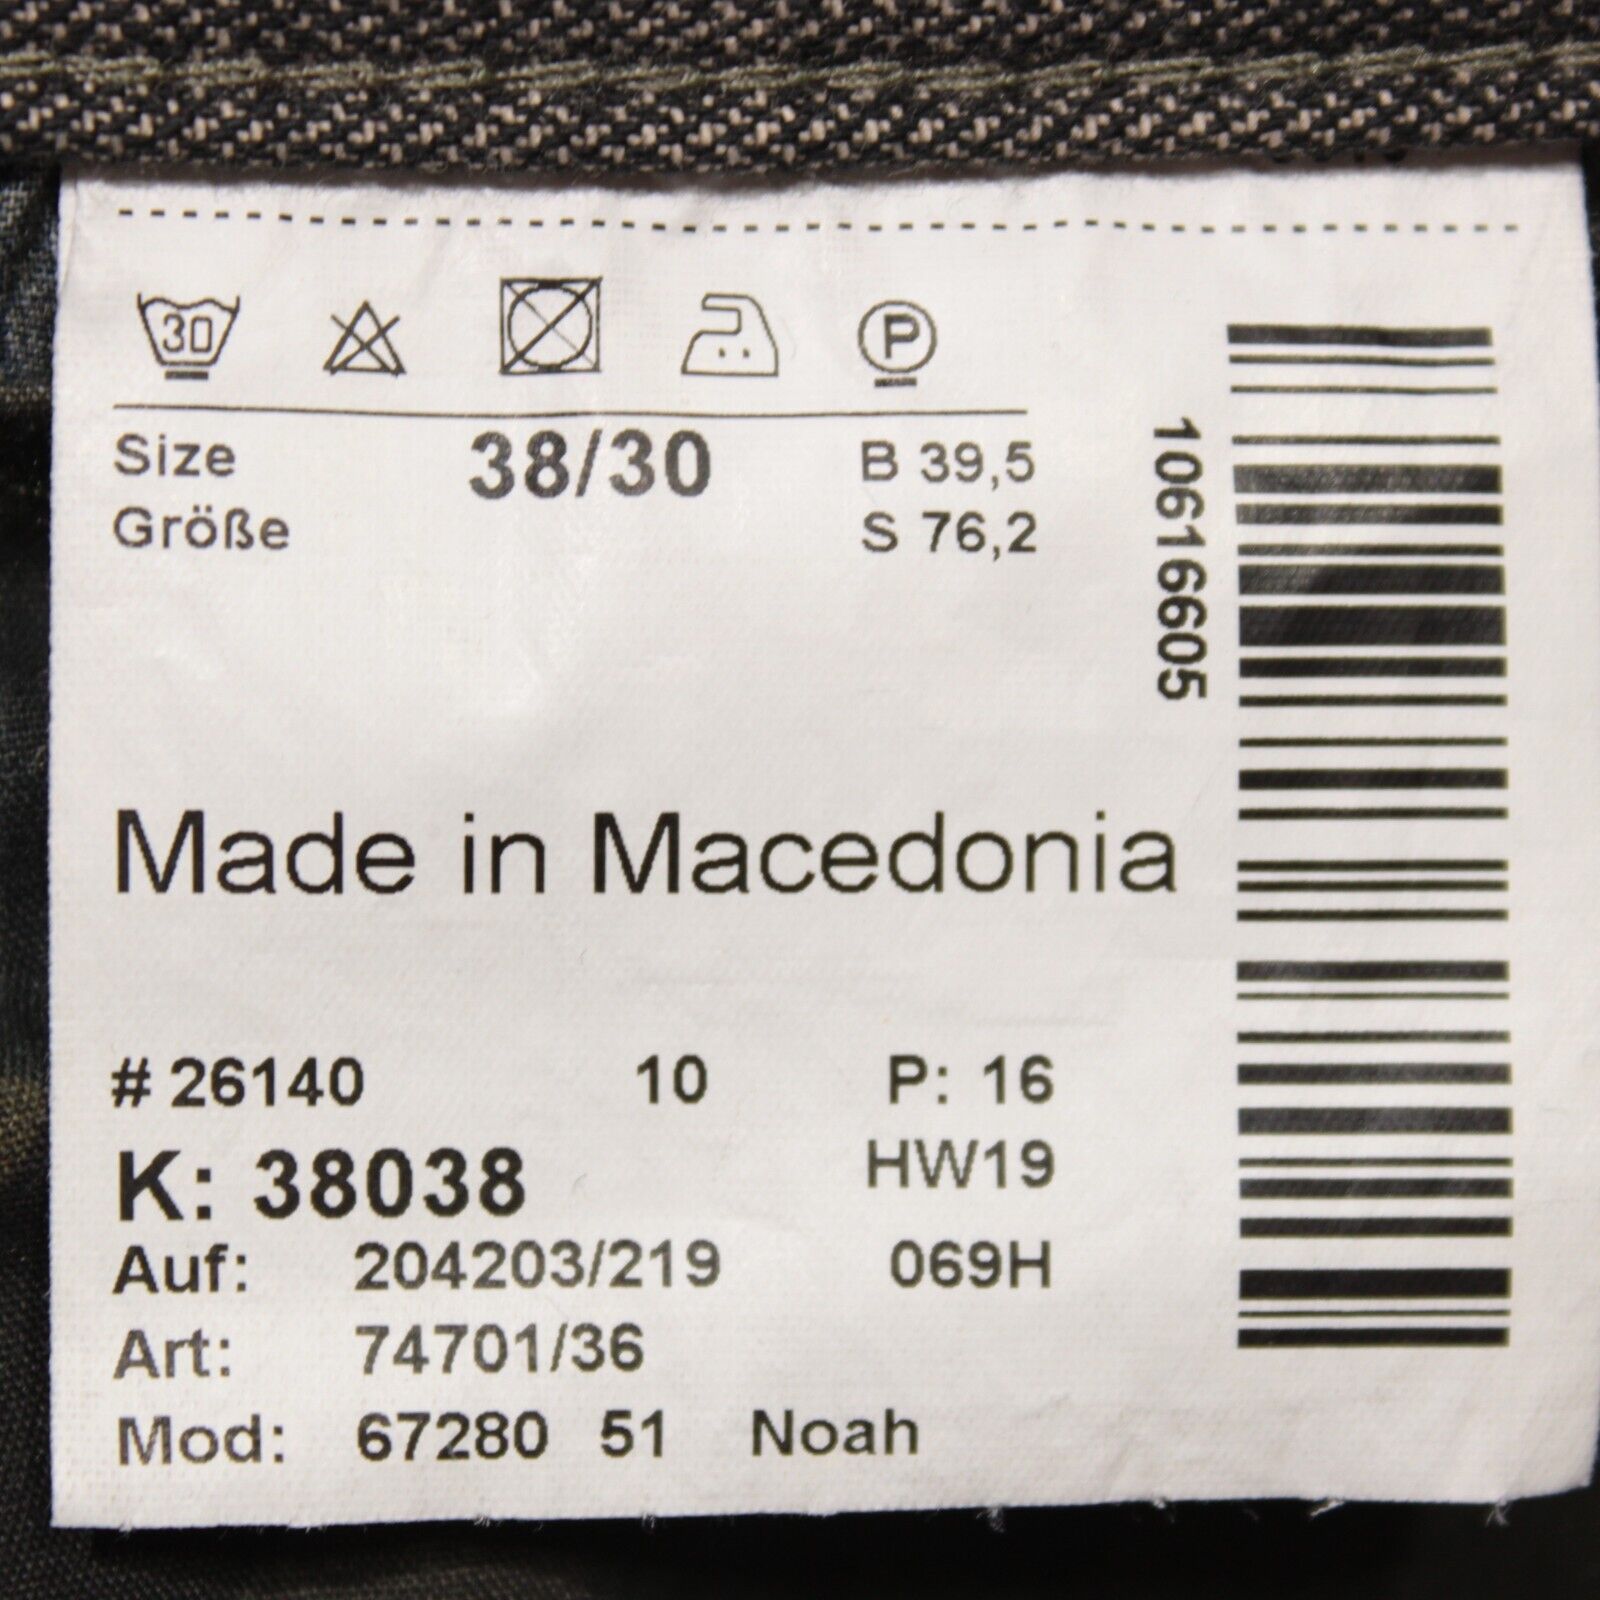 30 P
Size 38/30 B 39,5
Größe S 76,2
Made in Macedonia
# 26140 10 P: 16
K: 38038 HW19
Auf: 204203/219 069H
Art: 74701/36
Mod: 67280 51 Noah
106166605